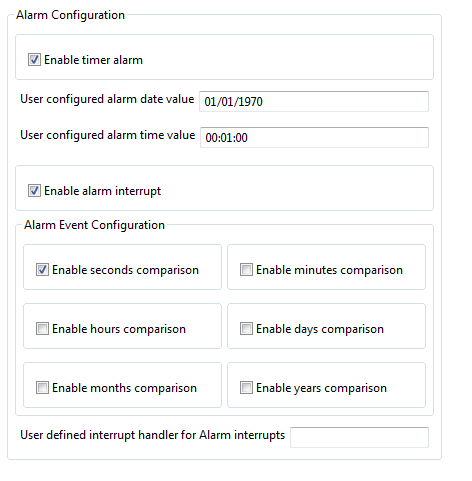 Alarm Configuration
Enable timer alarm
User configured alarm date value 01/01/1970
User configured alarm time value 00:01:00
Enable alarm interrupt
Alarm Event Configuration
Enable seconds comparison Enable minutes comparison
Enable hours comparison Enable days comparison
Enable months comparison Enable years comparison
User defined interrupt handler for Alarm interrupts